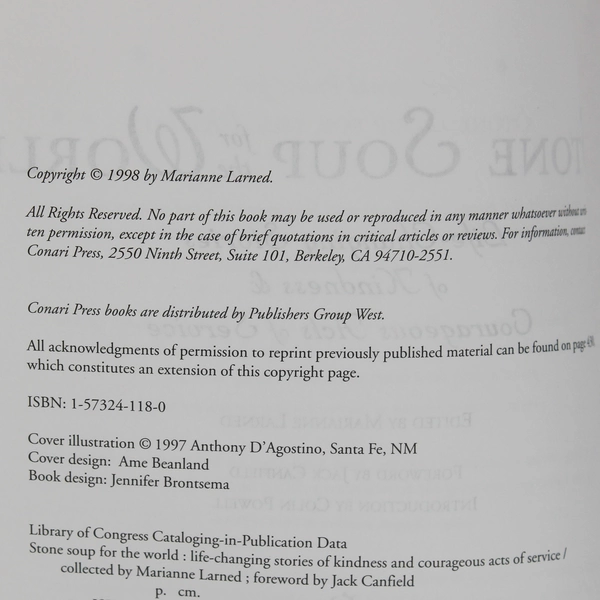 Copyright © 1998 by Marianne Larned.
All Rights Reserved. No part of this book may be used or reproduced in any manner whatsoever without
ten permission, except in the case of brief quotations in critical articles or reviews. For information, contact
Conari Press, 2550 Ninth Street, Suite 101, Berkeley, CA 94710-2551.
Conari Press books are distributed by Publishers Group West.
All acknowledgments of permission to reprint previously published material can be found on page
which constitutes an extension of this copyright page.
ISBN: 1-57324-118-0
Cover illustration © 1997 Anthony D'Agostino, Santa Fe, NM
Cover design: Ame Beanland
Book design: Jennifer Brontsema
Library of Congress Cataloging-in-Publication Data
Stone soup for the world : life-changing stories of kindness and courageous acts of service /
collected by Marianne Larned ; foreword by Jack Canfield
p. cm.